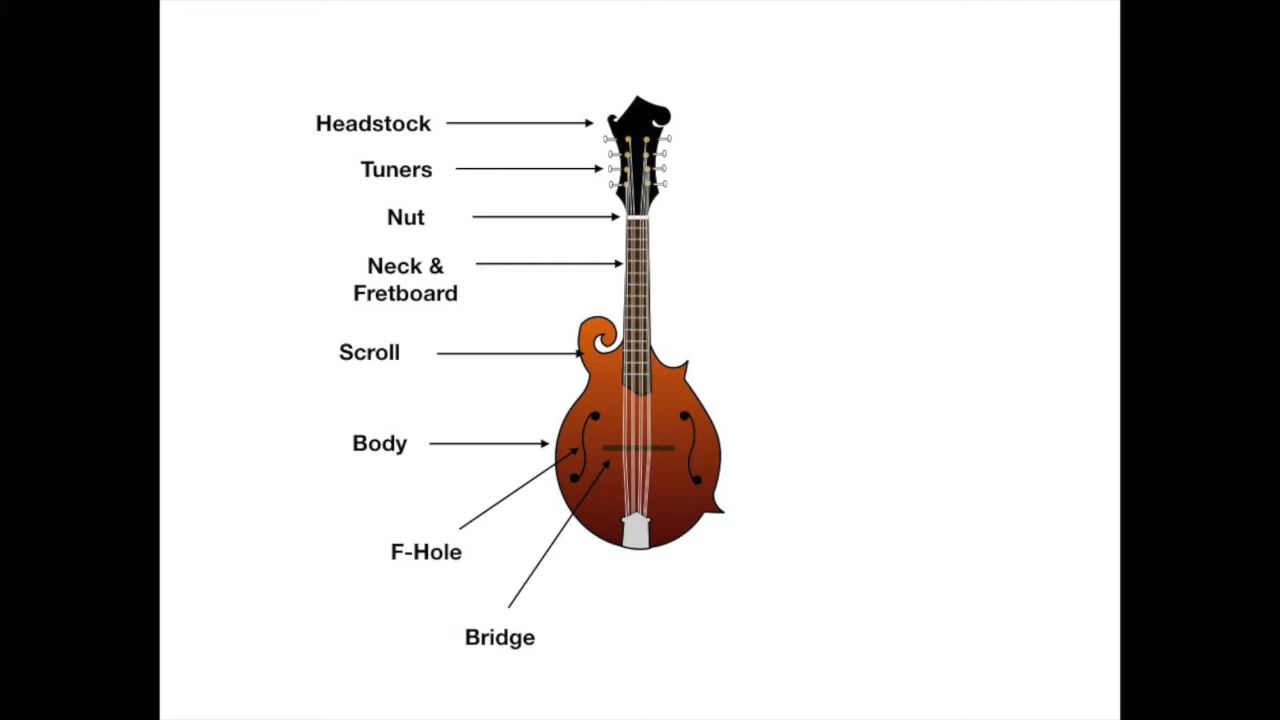 Headstock
Tuners
Nut
Neck &
Fretboard
Scroll
Body
F-Hole
Bridge